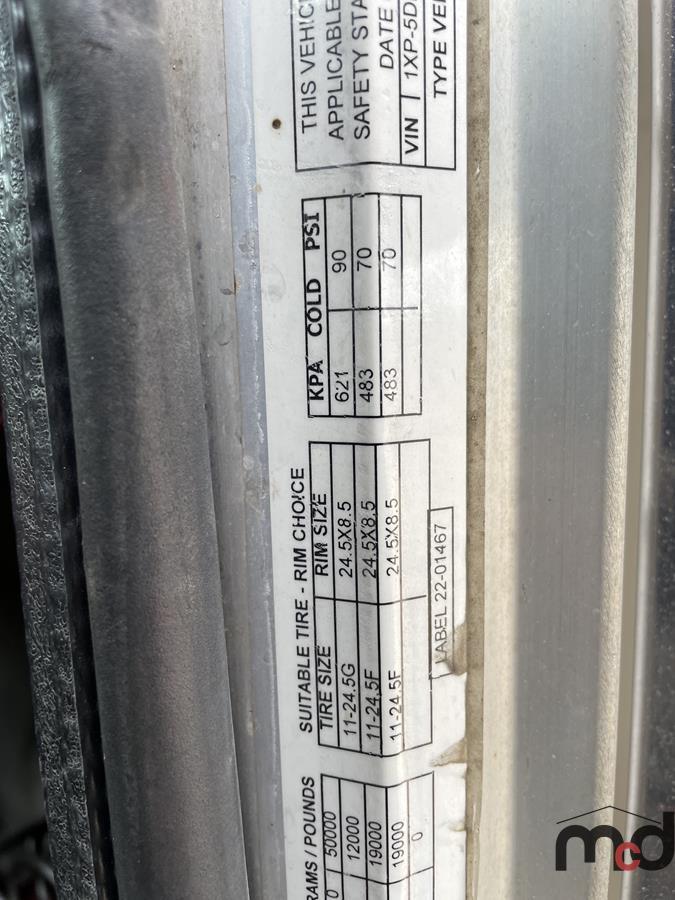 RAMS / POUNDS
0 50000
12000
19000
19000
0
SUITABLE TIRE - RIM CHOICE
TIRE SIZE RIM SIZE
11-24.5G 24.5X8.5
11-24.5F 24.5X8.5
11-24.5F 24.5X8.5
LABEL 22-01467
KPA COLD PSI
621 90
483 70
483 70
THIS VEHIC
APPLICABLE
SAFETY STA
DATE
VIN 1XP-5D
TYPE VEH
mcd